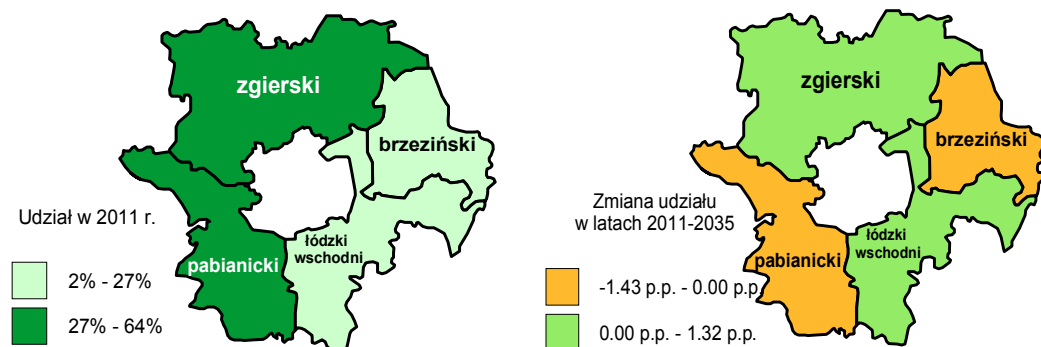 zgierski
brzeziński
Udział w 2011 r.
łódzki
wschodni
pabianicki
2% - 27%
27% - 64%
zgierski
brzeziński
Zmiana udziału
w latach 2011-2035
łódzki
wschodni
pabianicki
-1.43 p.p. - 0.00 p.p.
0.00 p.p. - 1.32 p.p.